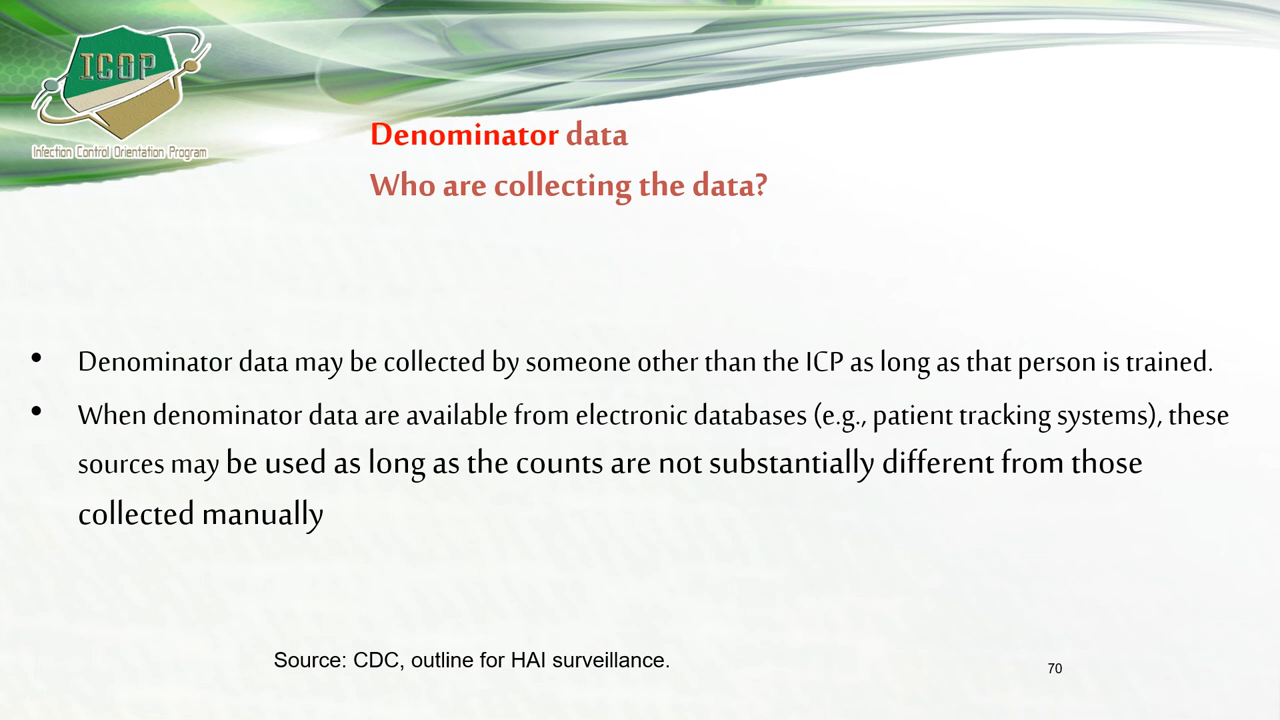 ICOP
Infection Control Orientation Program
Denominator data
Who are collecting the data?
• Denominator data may be collected by someone other than the ICP as long as that person is trained.
• When denominator data are available from electronic databases (e.g., patient tracking systems), these
sources may be used as long as the counts are not substantially different from those
collected manually
Source: CDC, outline for HAI surveillance.
70